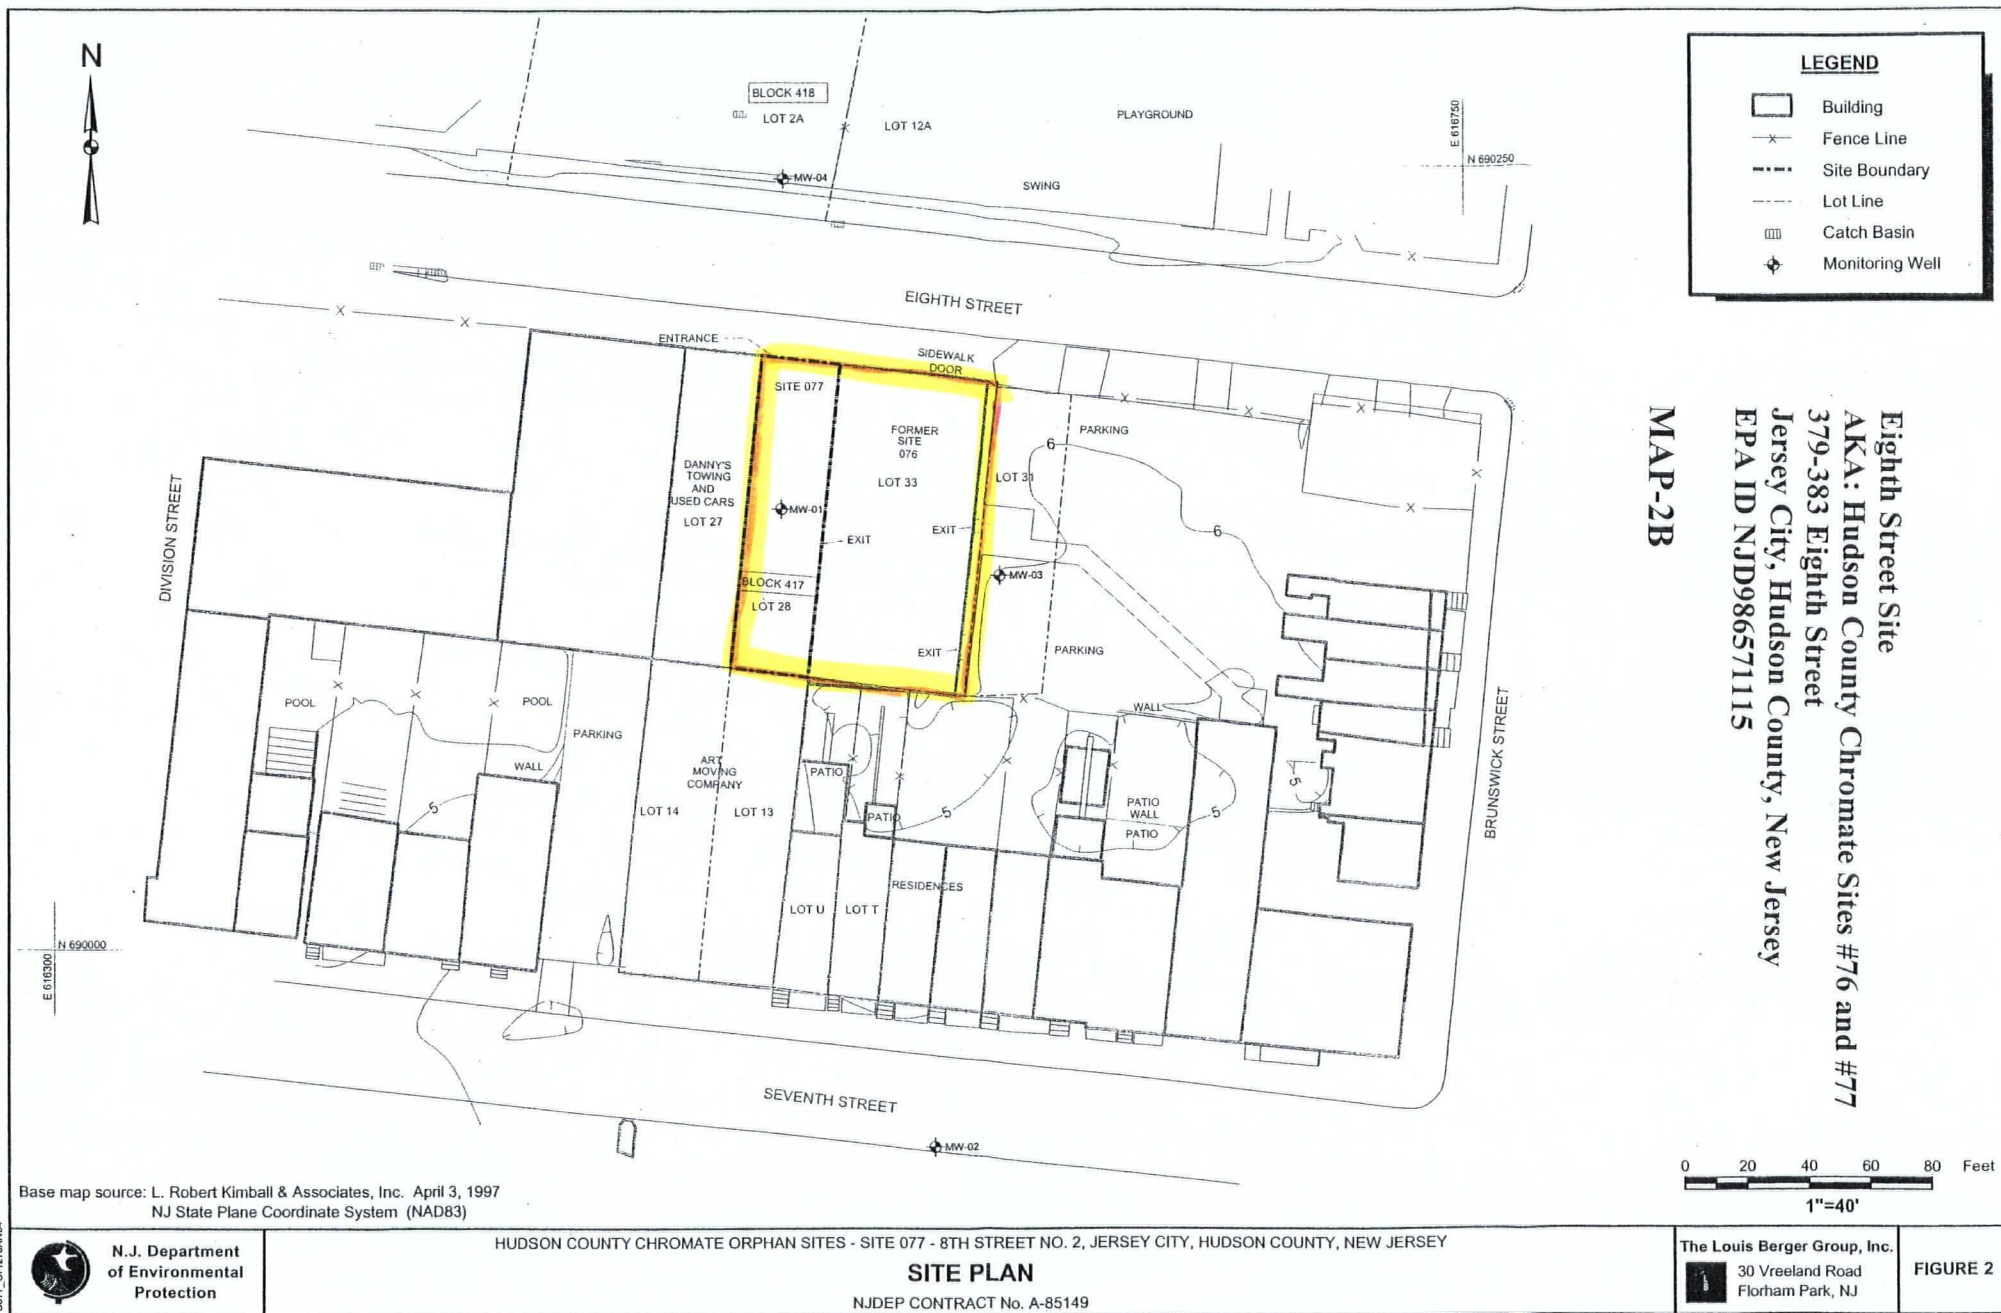 N
BLOCK 418
LOT 2A
LOT 12A
PLAYGROUND
MW-04
SWING
E 616750
N 690250
LEGEND
Building
Fence Line
Site Boundary
Lot Line
Catch Basin
Monitoring Well
EIGHTH STREET
ENTRANCE
SIDEWALK
DOOR
SITE 077
FORMER
SITE
076
LOT 33
DANNY'S
TOWING
AND
USED CARS
LOT 27
MW-01
EXIT
EXIT
BLOCK 417
LOT 28
EXIT
PARKING
6
LOT 31
6
MW-03
PARKING
DIVISION STREET
BRUNSWICK STREET
POOL
POOL
PARKING
WALL
5
ART
MOVING
COMPANY
LOT 14
LOT 13
PATIO
PATIO
5
WALL
PATIO
WALL
PATIO
5
5
RESIDENCES
LOT U
LOT T
N 690000
E 616300
SEVENTH STREET
MW-02
Eighth Street Site
AKA: Hudson County Chromate Sites #76 and #77
379-383 Eighth Street
Jersey City, Hudson County, New Jersey
EPA ID NJD986571115
MAP-2B
0 20 40 60 80 Feet
1"=40'
Base map source: L. Robert Kimball & Associates, Inc. April 3, 1997
NJ State Plane Coordinate System (NAD83)
N.J. Department
of Environmental
Protection
HUDSON COUNTY CHROMATE ORPHAN SITES - SITE 077 - 8TH STREET NO. 2, JERSEY CITY, HUDSON COUNTY, NEW JERSEY
SITE PLAN
NJDEP CONTRACT No. A-85149
The Louis Berger Group, Inc.
30 Vreeland Road
Florham Park, NJ
FIGURE 2